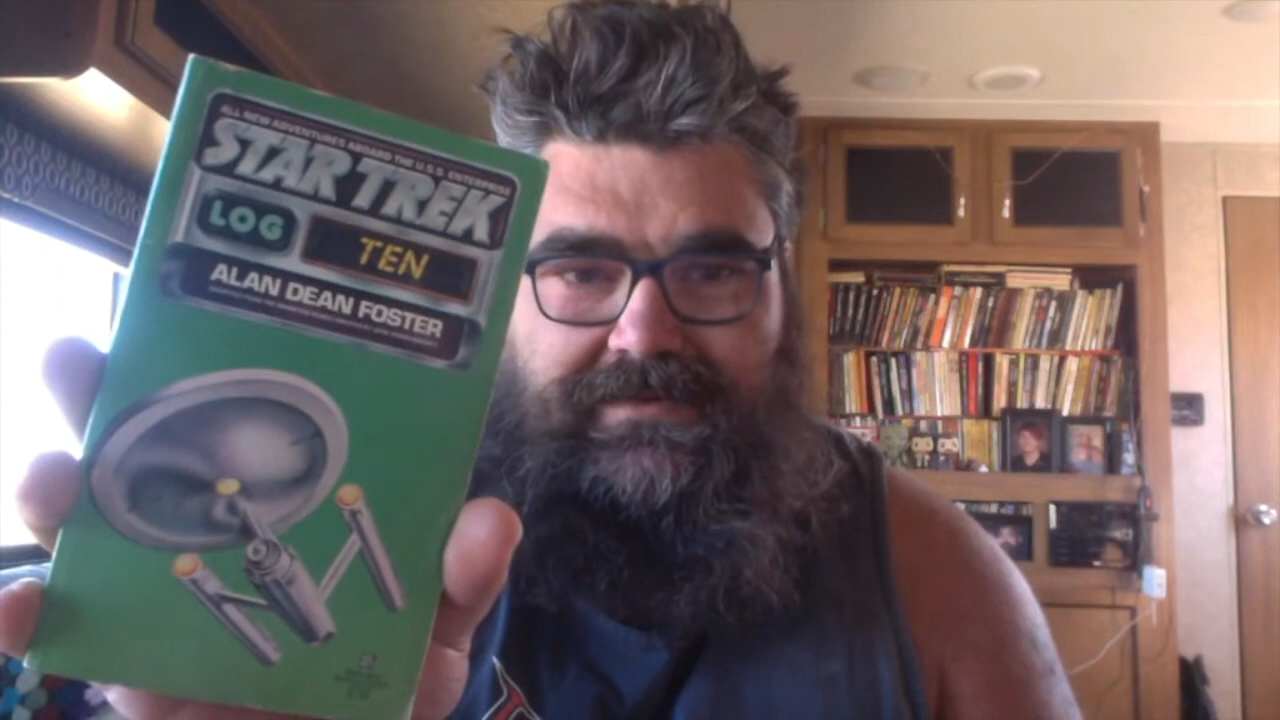 ALL NEW ADVENTURES ABOARD THE U.S.S. ENTERPRISE
STAR TREK
LOG TEN
ALAN DEAN FOSTER